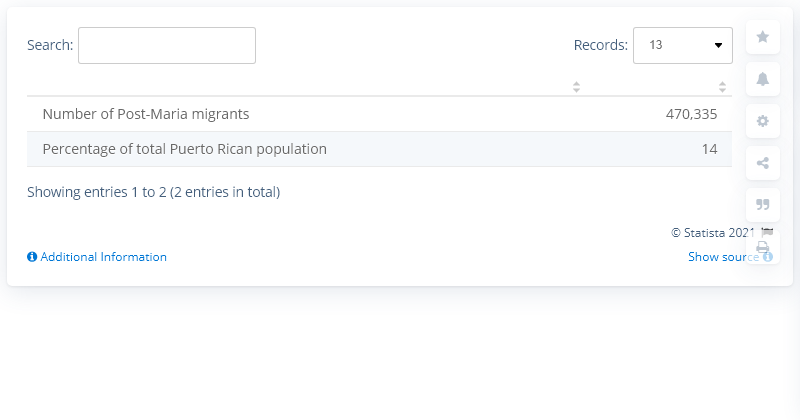 Search:
Records: 13
Number of Post-Maria migrants 470,335
Percentage of total Puerto Rican population 14
Showing entries 1 to 2 (2 entries in total)
© Statista 2021
Additional Information Show source